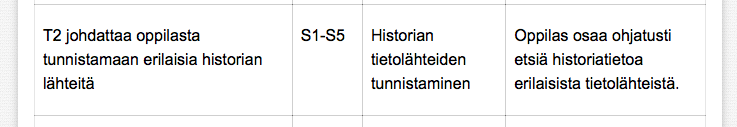 T2 johdattaa oppilasta
tunnistamaan erilaisia historian
lähteitä
S1-S5
Historian
tietolähteiden
tunnistaminen
Oppilas osaa ohjatusti
etsiä historiatietoa
erilaisista tietolähteistä.